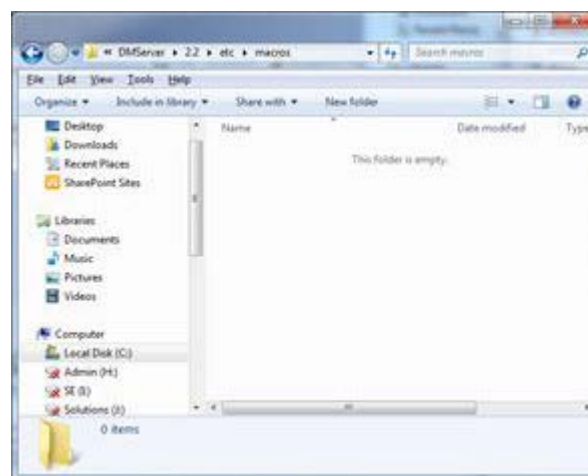 « DMServer ▸ 2.2 ▸ etc ▸ macros
Search macros
File Edit View Tools Help
Organize Include in library Share with New folder
Name Date modified Type
This folder is empty.
Desktop
Downloads
Recent Places
SharePoint Sites
Libraries
Documents
Music
Pictures
Videos
Computer
Local Disk (C:)
Admin (H:)
SE (I:)
Solutions (J:)
0 items